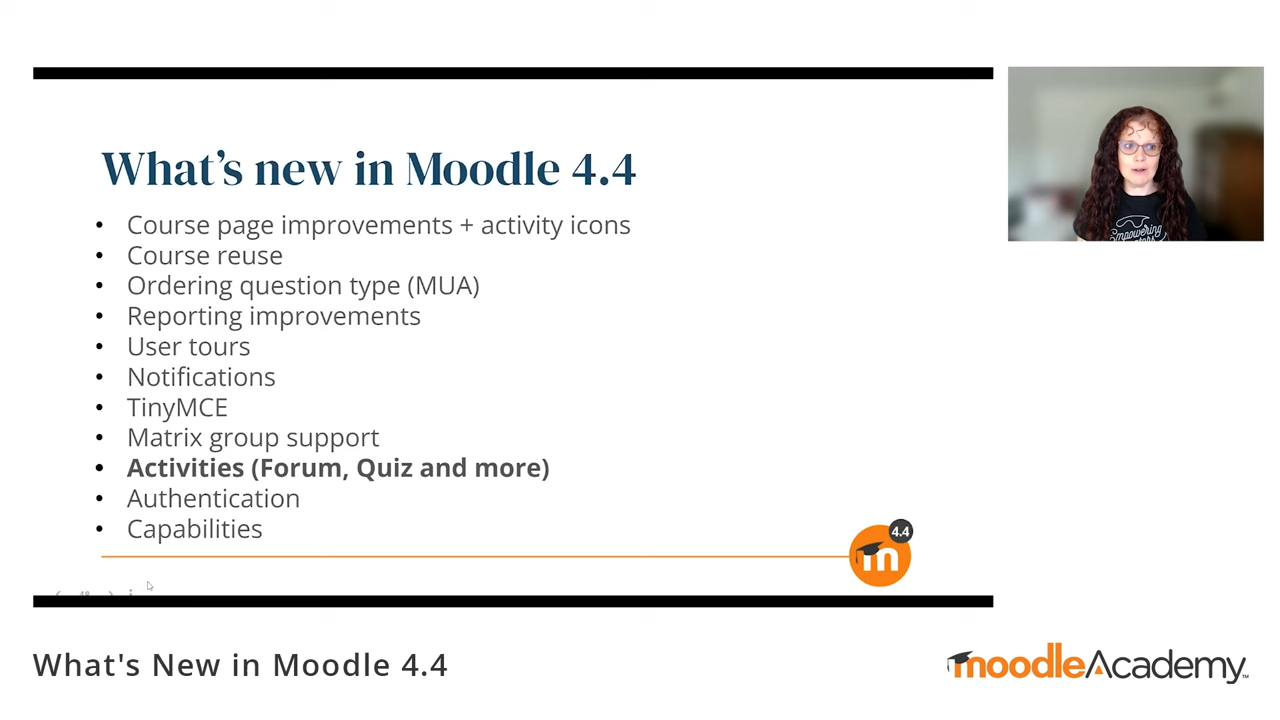 What's new in Moodle 4.4
• Course page improvements + activity icons
• Course reuse
• Ordering question type (MUA)
• Reporting improvements
• User tours
• Notifications
• TinyMCE
• Matrix group support
• Activities (Forum, Quiz and more)
• Authentication
• Capabilities
4.4
m
Empowering
What's New in Moodle 4.4
moodleAcademy™